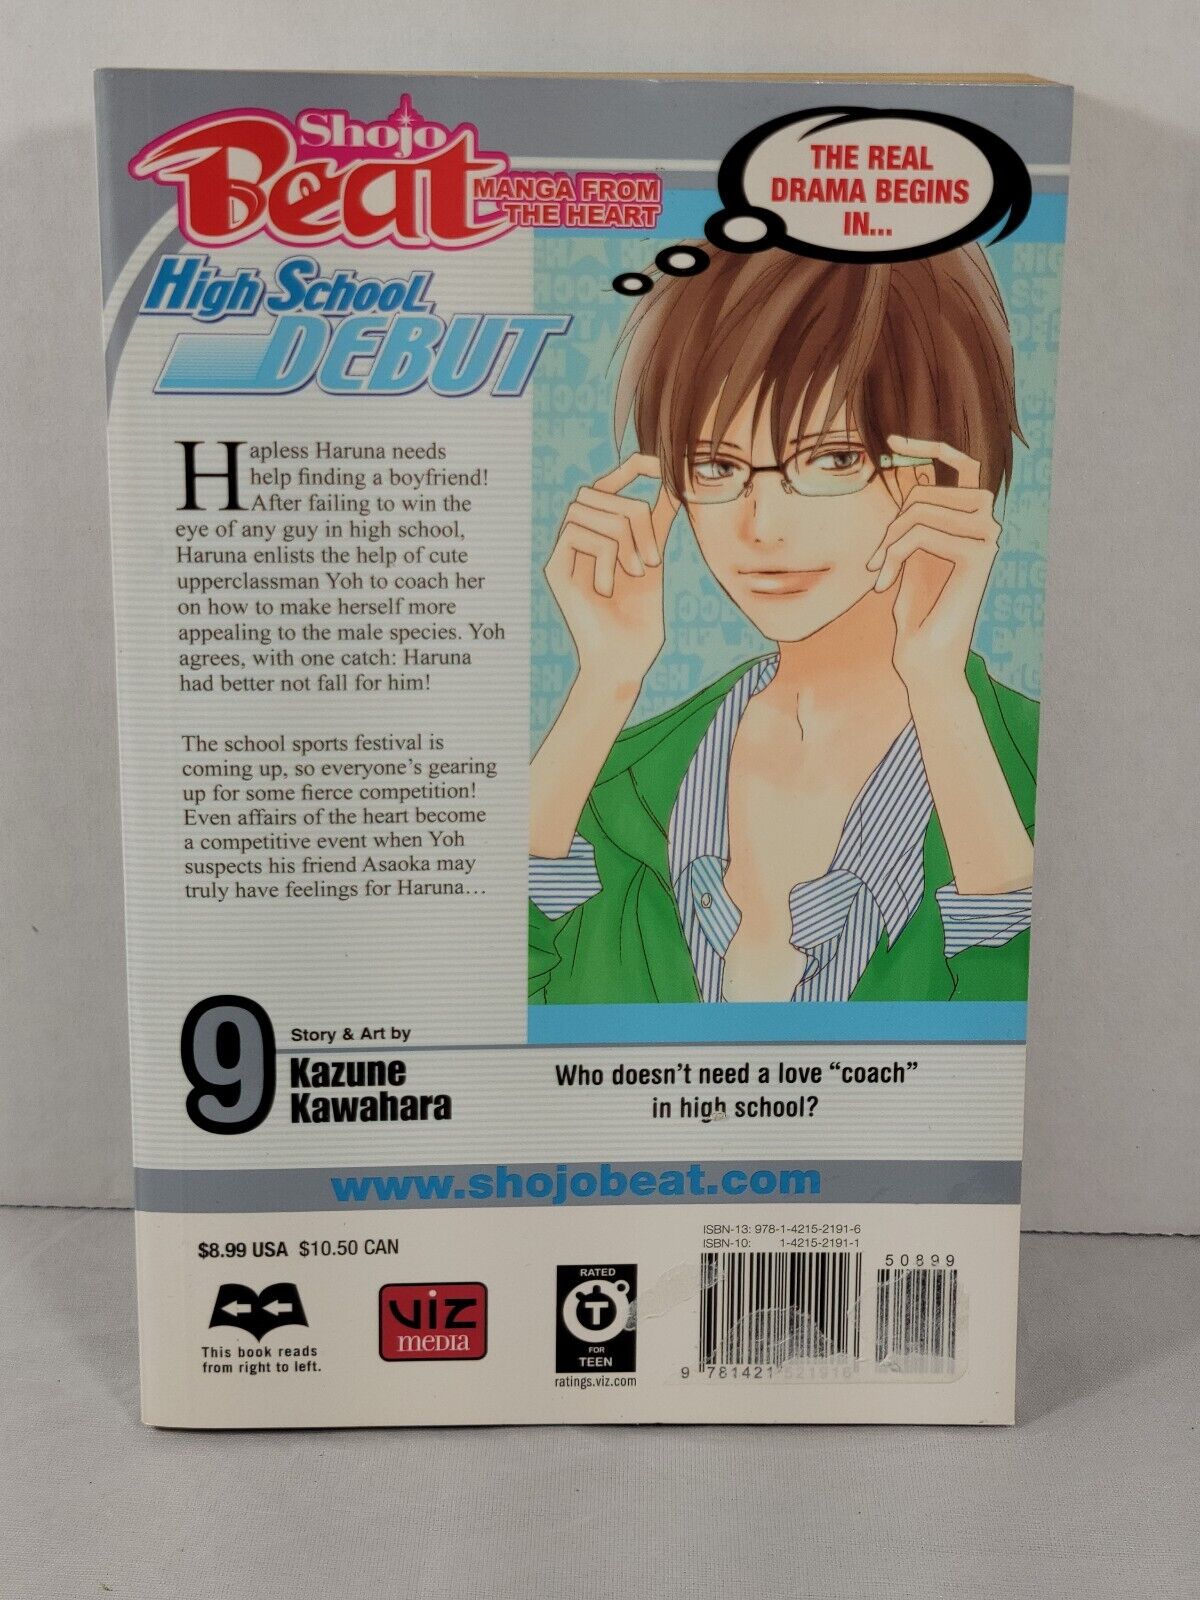 Shojo
Beat
MANGA FROM
THE HEART
THE REAL
DRAMA BEGINS
IN...
High School
DEBUT
Hapless Haruna needs
help finding a boyfriend!
After failing to win the
eye of any guy in high school,
Haruna enlists the help of cute
upperclassman Yoh to coach her
on how to make herself more
appealing to the male species. Yoh
agrees, with one catch: Haruna
had better not fall for him!
The school sports festival is
coming up, so everyone's gearing
up for some fierce competition!
Even affairs of the heart become
a competitive event when Yoh
suspects his friend Asaoka may
truly have feelings for Haruna...
9
Story & Art by
Kazune
Kawahara
Who doesn't need a love "coach"
in high school?
www.shojobeat.com
$8.99 USA $10.50 CAN
This book reads
from right to left.
VIZ
MEDIA
RATED
T
FOR
TEEN
ratings.viz.com
ISBN-13: 978-1-4215-2191-6
ISBN-10: 1-4215-2191-1
50899
9 781421 521916